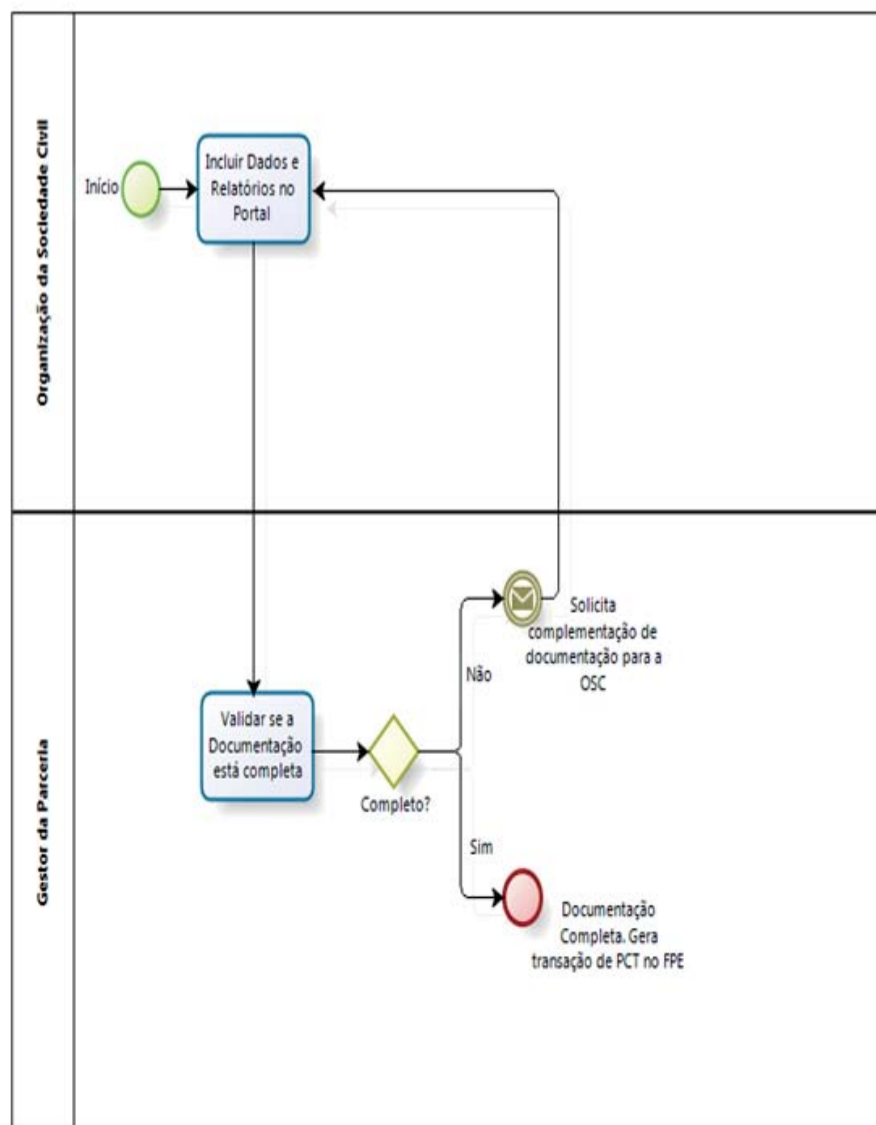 Organização da Sociedade Civil
Início
Incluir Dados e
Relatórios no
Portal
Gestor da Parceria
Validar se a
Documentação
está completa
Completo?
Não
Solicita
complementação de
documentação para a
OSC
Sim
Documentação
Completa. Gera
transação de PCT no FPE